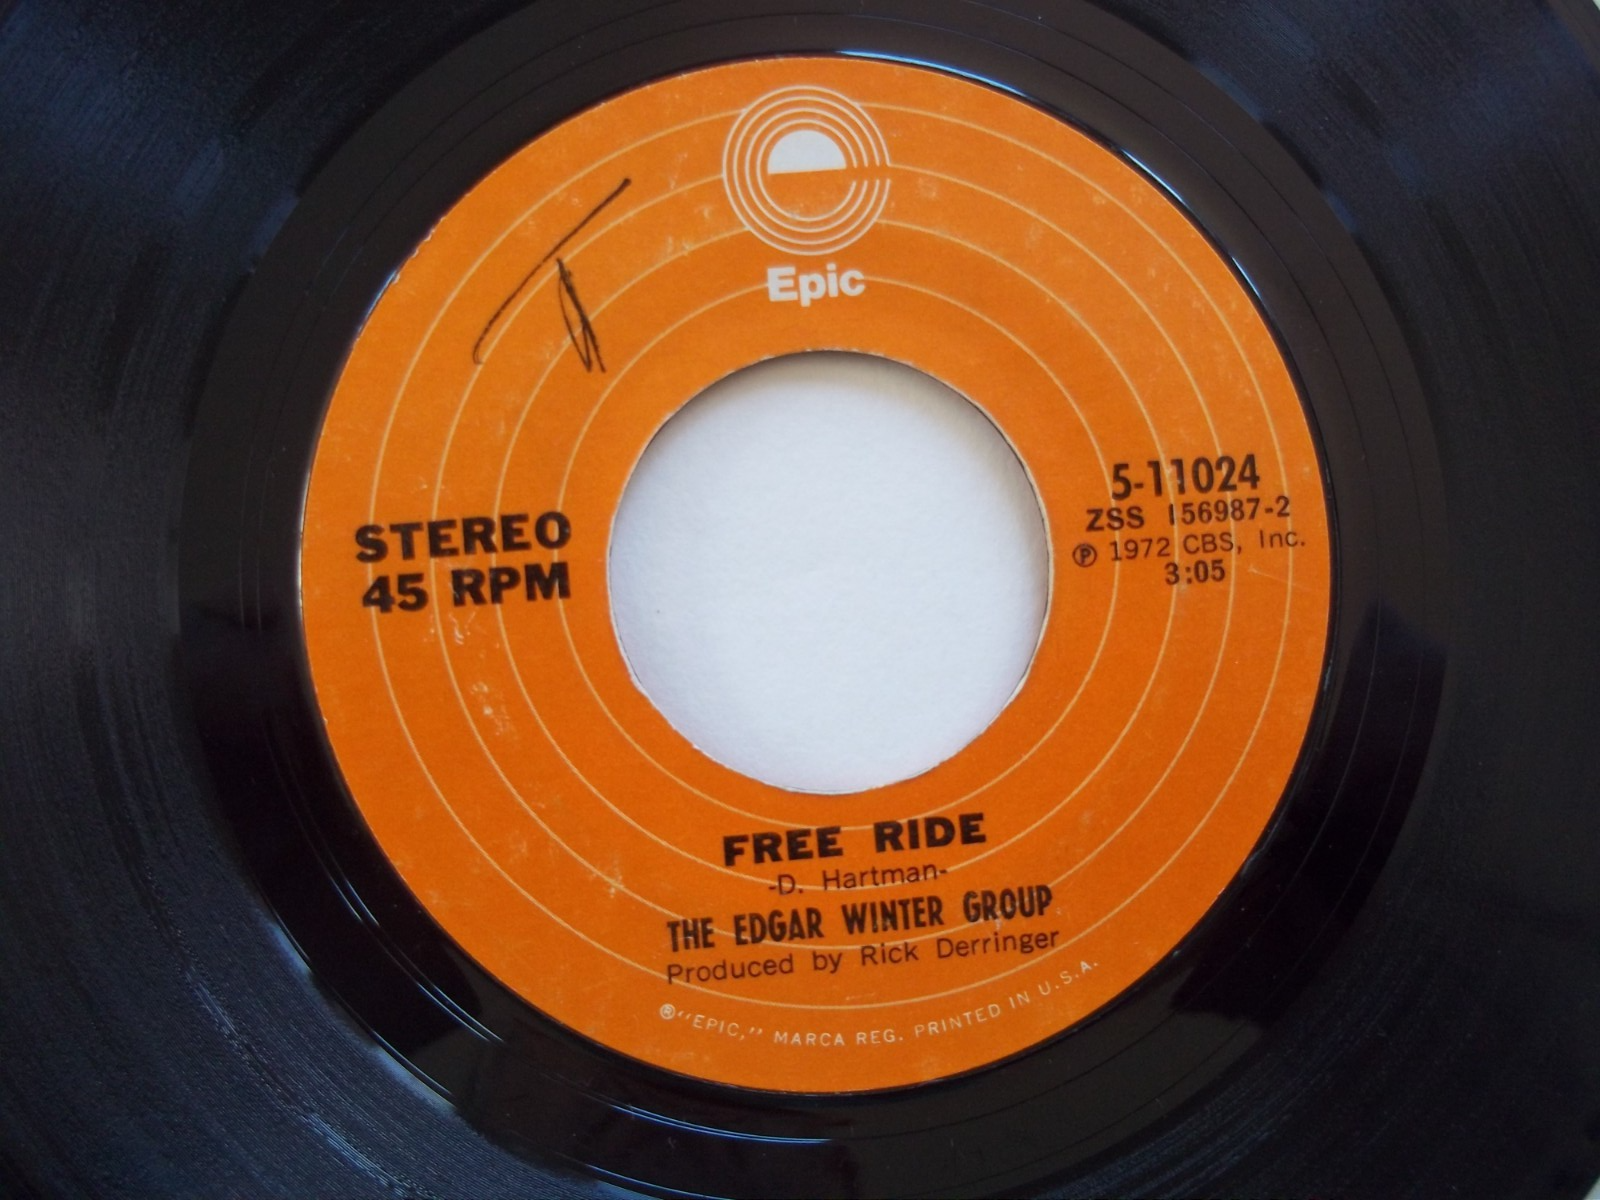 T
Epic
STEREO
45 RPM
5-11024
ZSS 156987-2
Ⓟ 1972 CBS, Inc.
3:05
FREE RIDE
-D. Hartman-
THE EDGAR WINTER GROUP
Produced by Rick Derringer
®"EPIC," MARCA REG. PRINTED IN U.S.A.